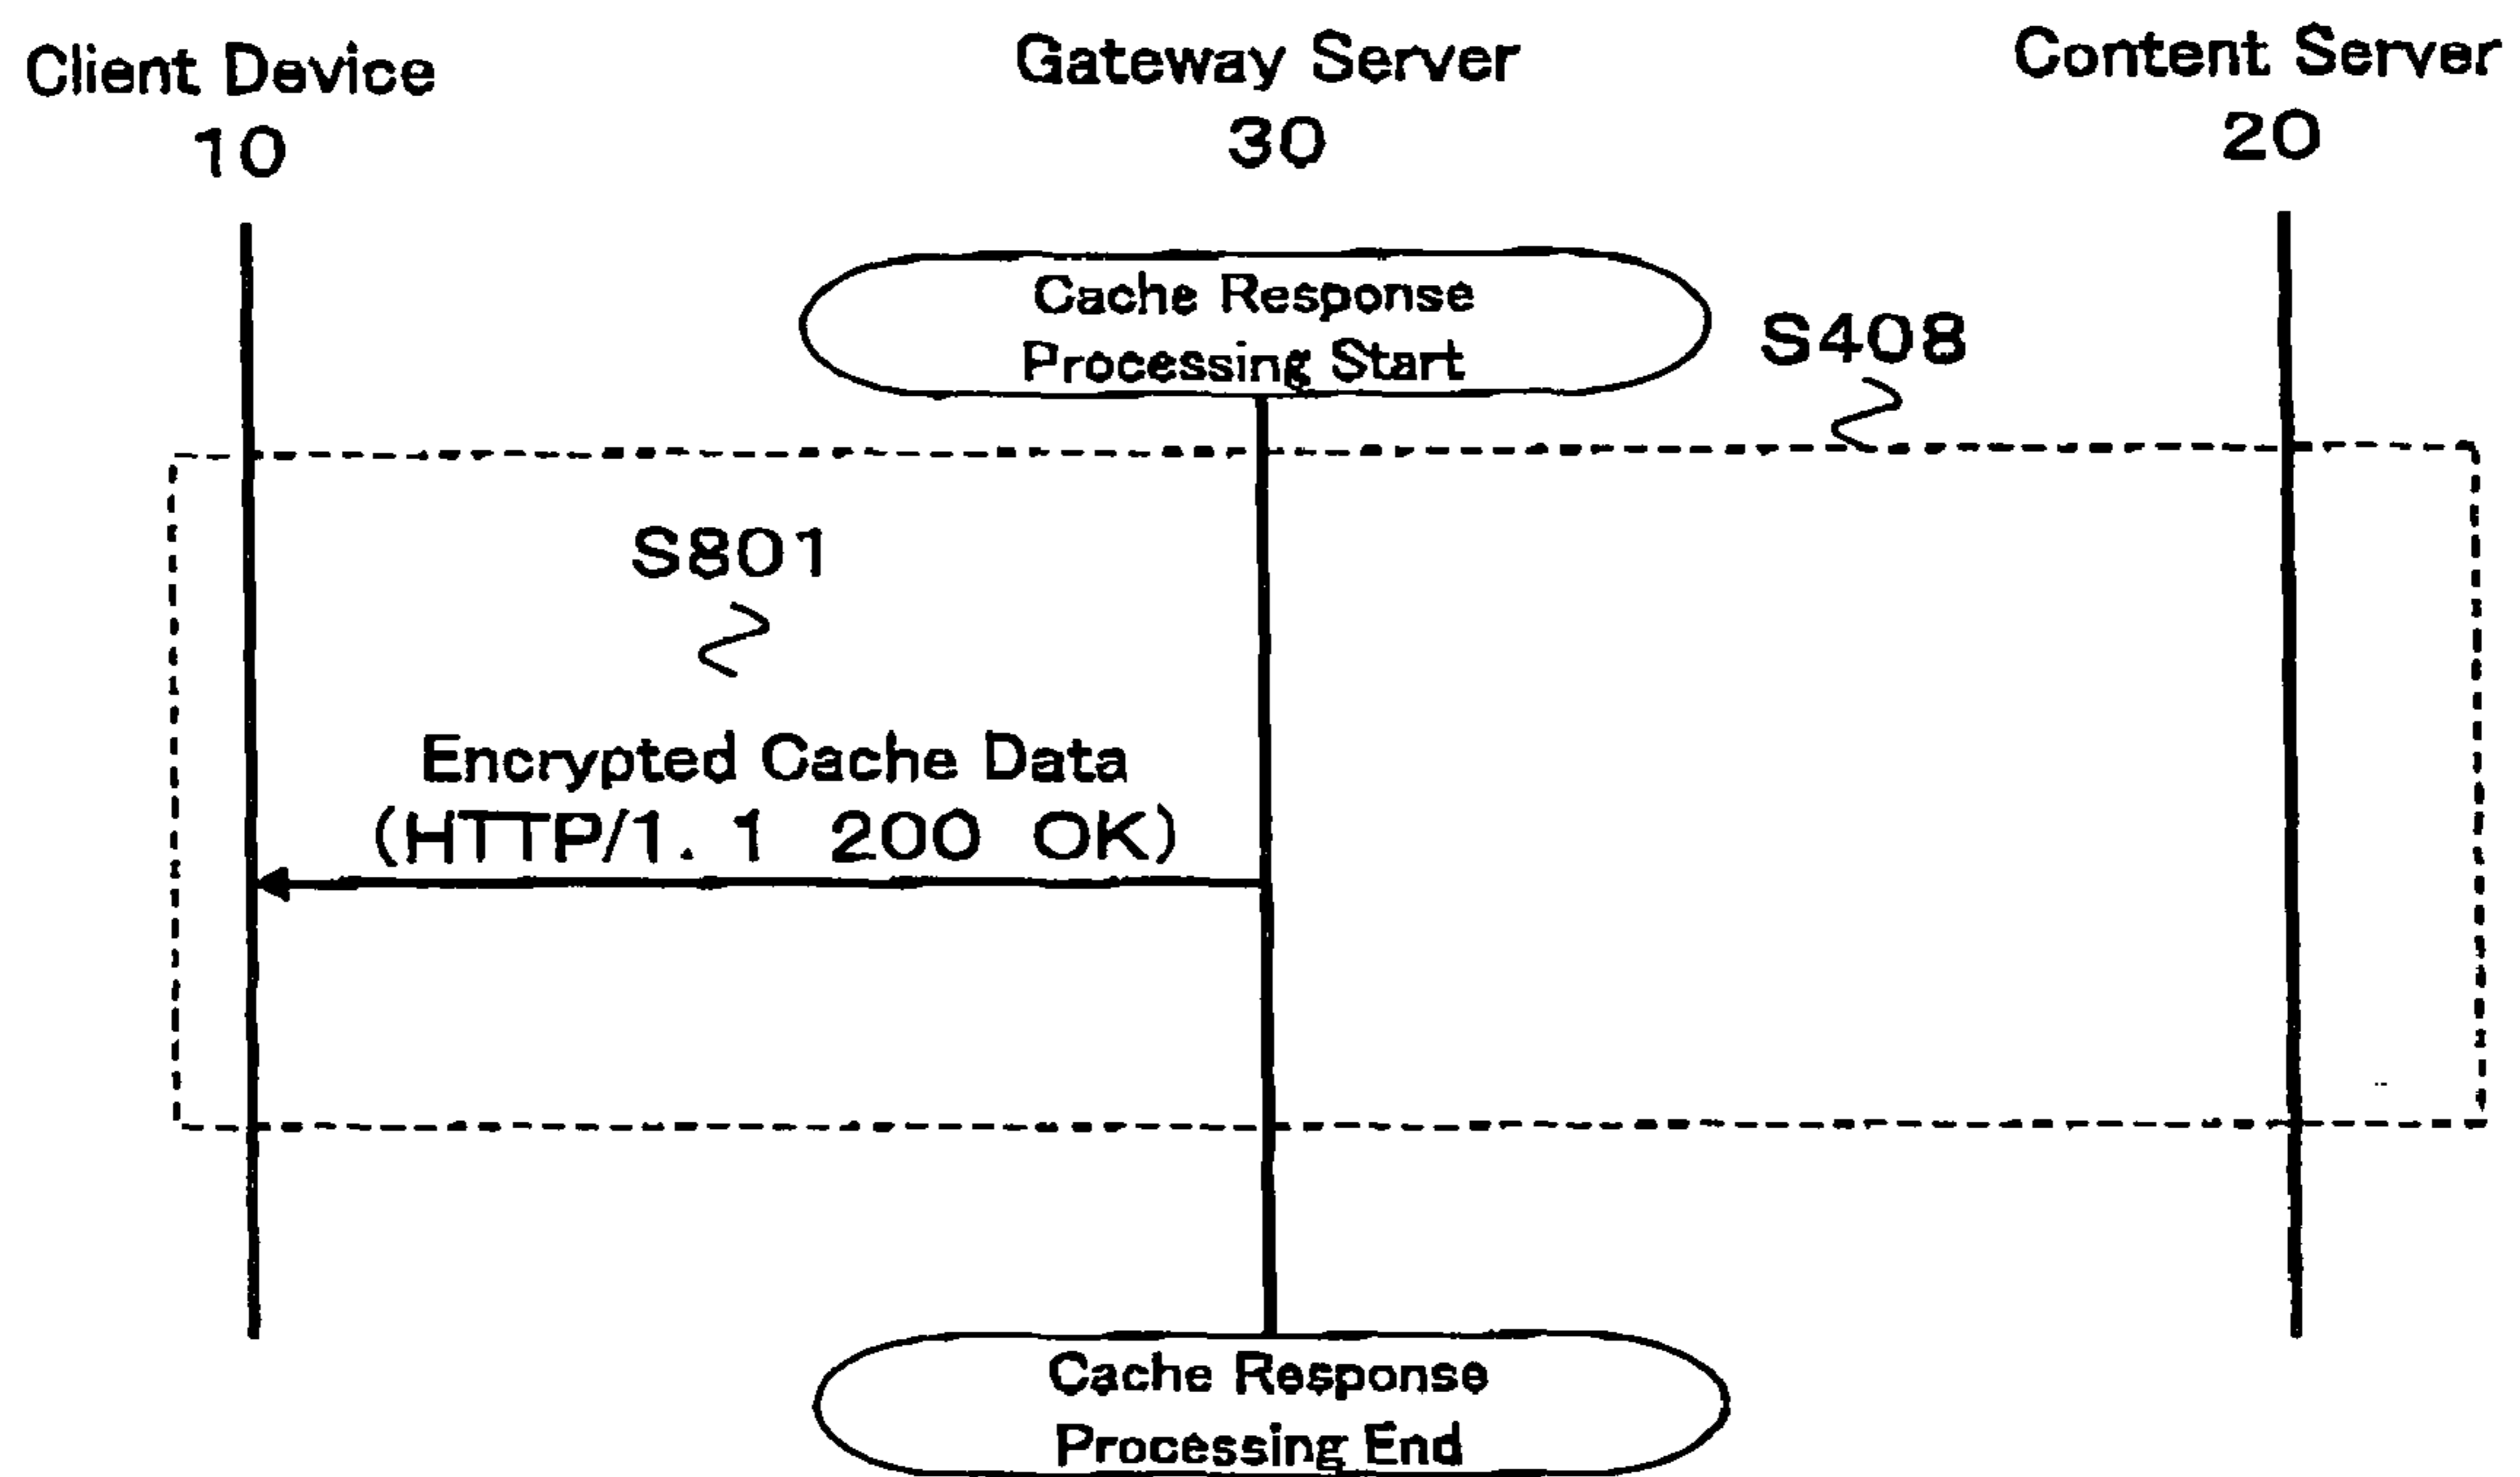 Client Device
10
Gateway Server
30
Content Server
20
Cache Response
Processing Start
S408
S801
Encrypted Cache Data
(HTTP/1. 1 200 OK)
Cache Response
Processing End